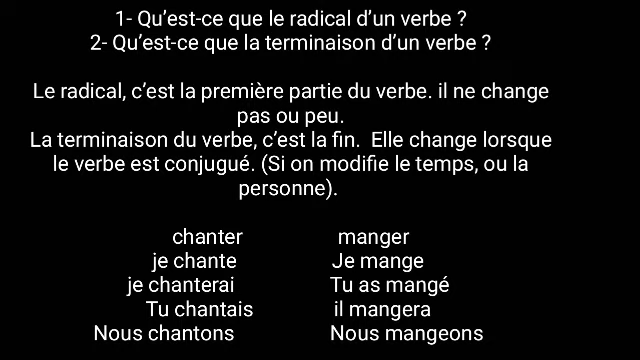 1- Qu’est-ce que le radical d’un verbe ?
2- Qu’est-ce que la terminaison d’un verbe ?
Le radical, c’est la première partie du verbe. il ne change
pas ou peu.
La terminaison du verbe, c’est la fin. Elle change lorsque
le verbe est conjugué. (Si on modifie le temps, ou la
personne).
chanter manger
je chante Je mange
je chanterai Tu as mangé
Tu chantais il mangera
Nous chantons Nous mangeons